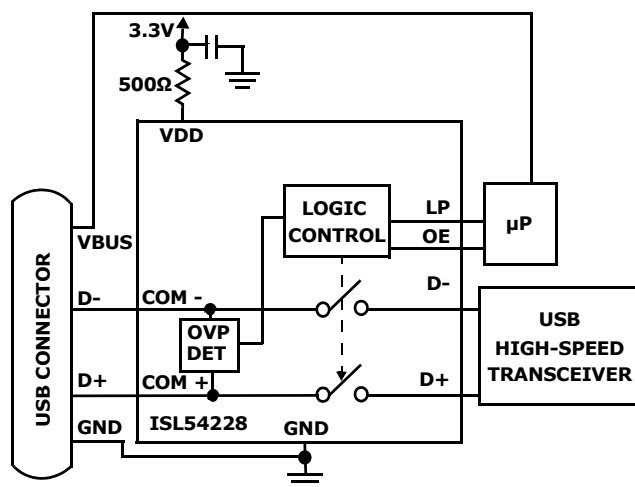 3.3V
500Ω
VDD
LOGIC
CONTROL
LP
OE
µP
VBUS
USB CONNECTOR
D-
COM -
D-
OVP
DET
USB
HIGH-SPEED
TRANSCEIVER
D+
COM +
D+
GND
ISL54228
GND